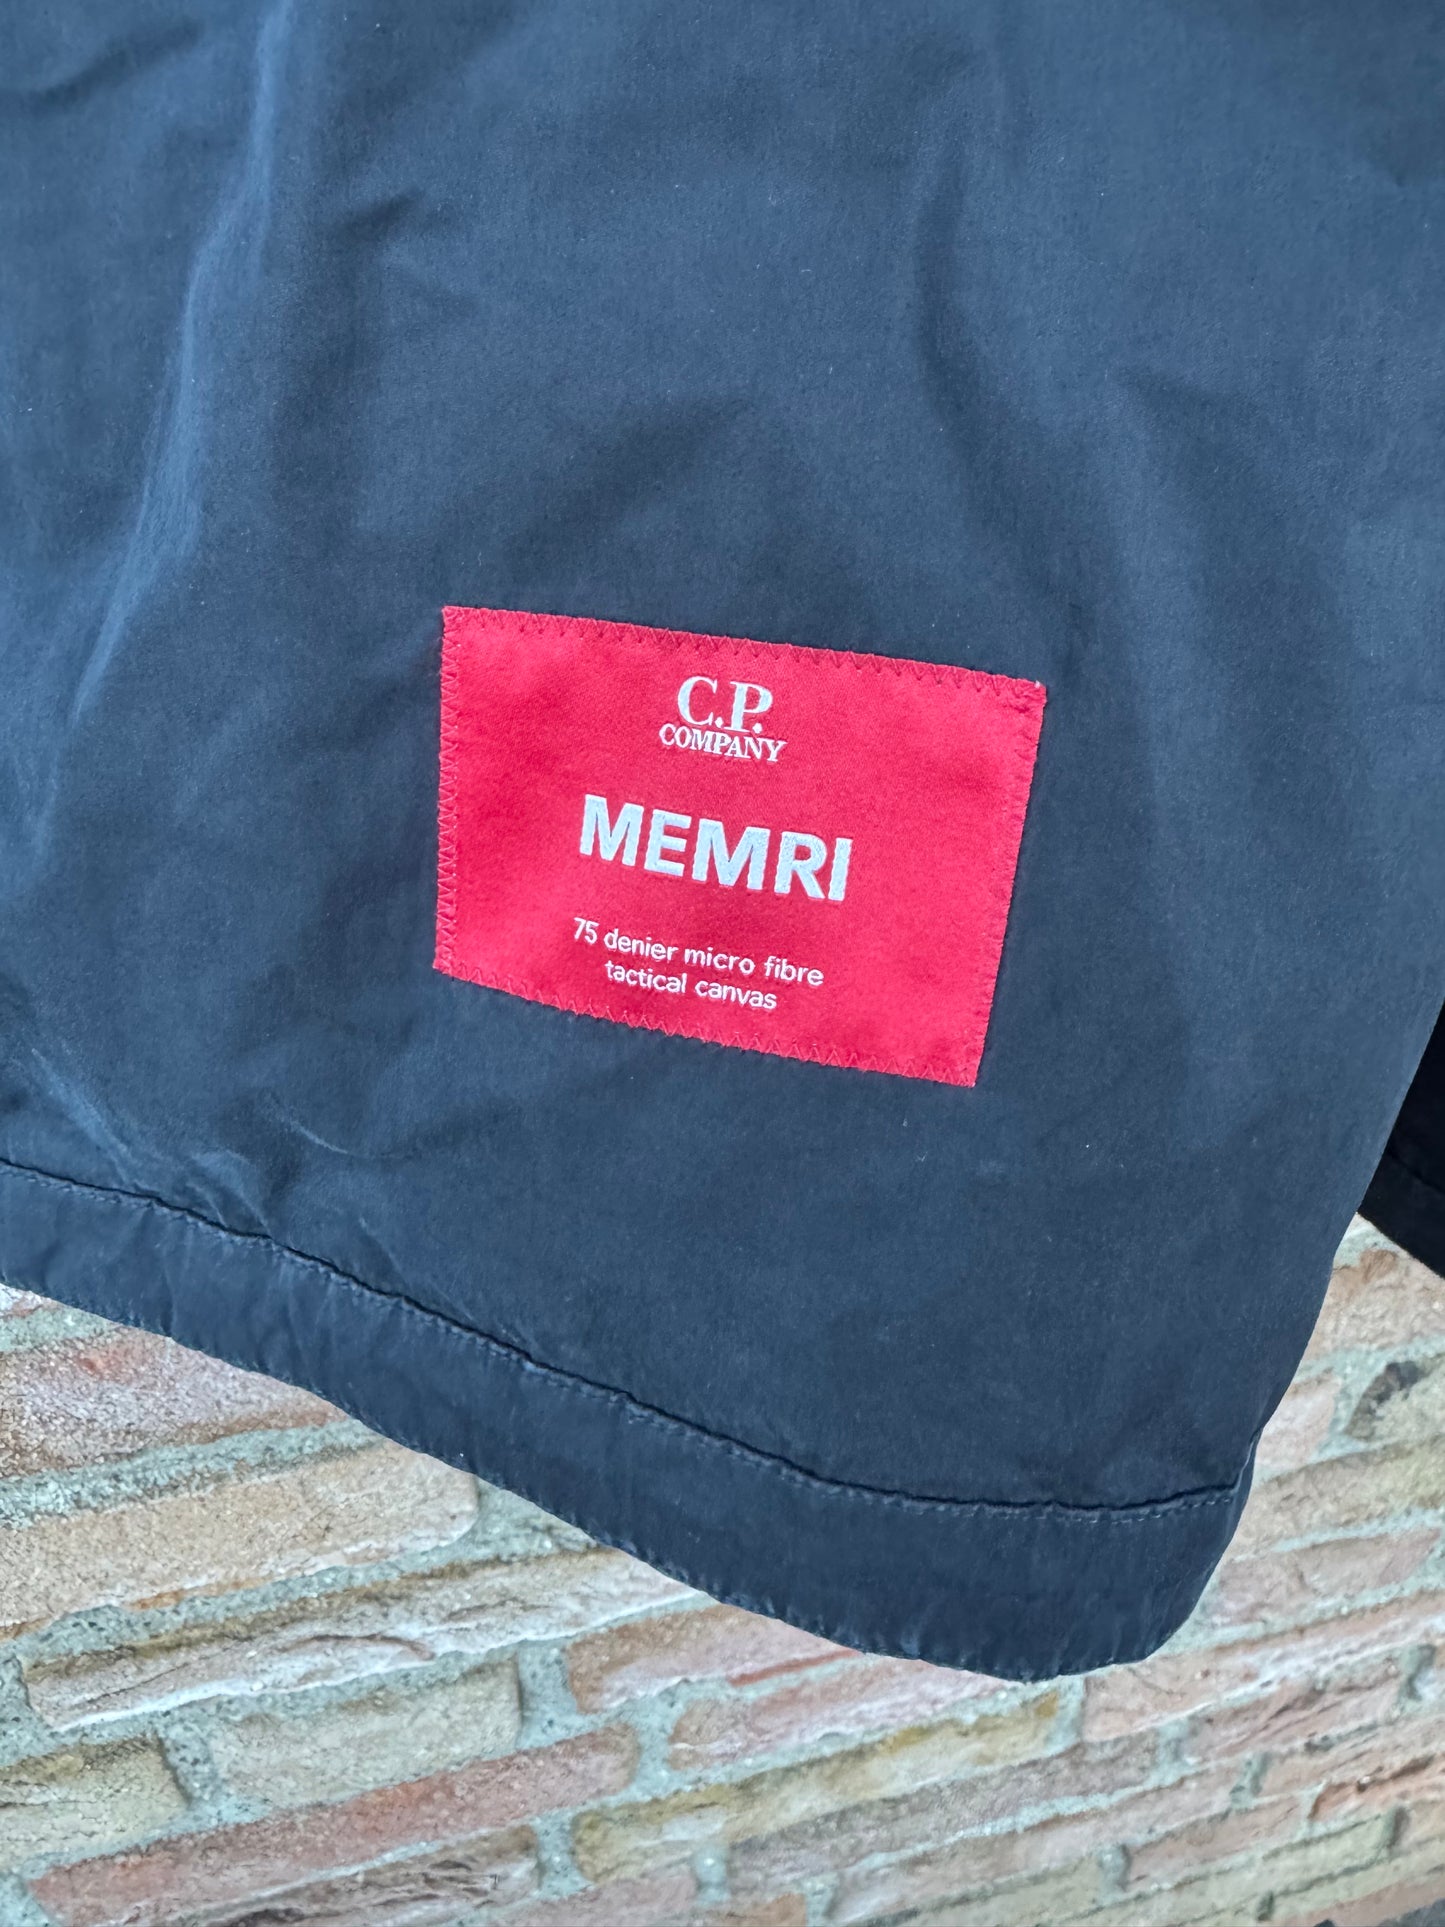 C.P.
COMPANY
MEMRI
75 denier micro fibre
tactical canvas